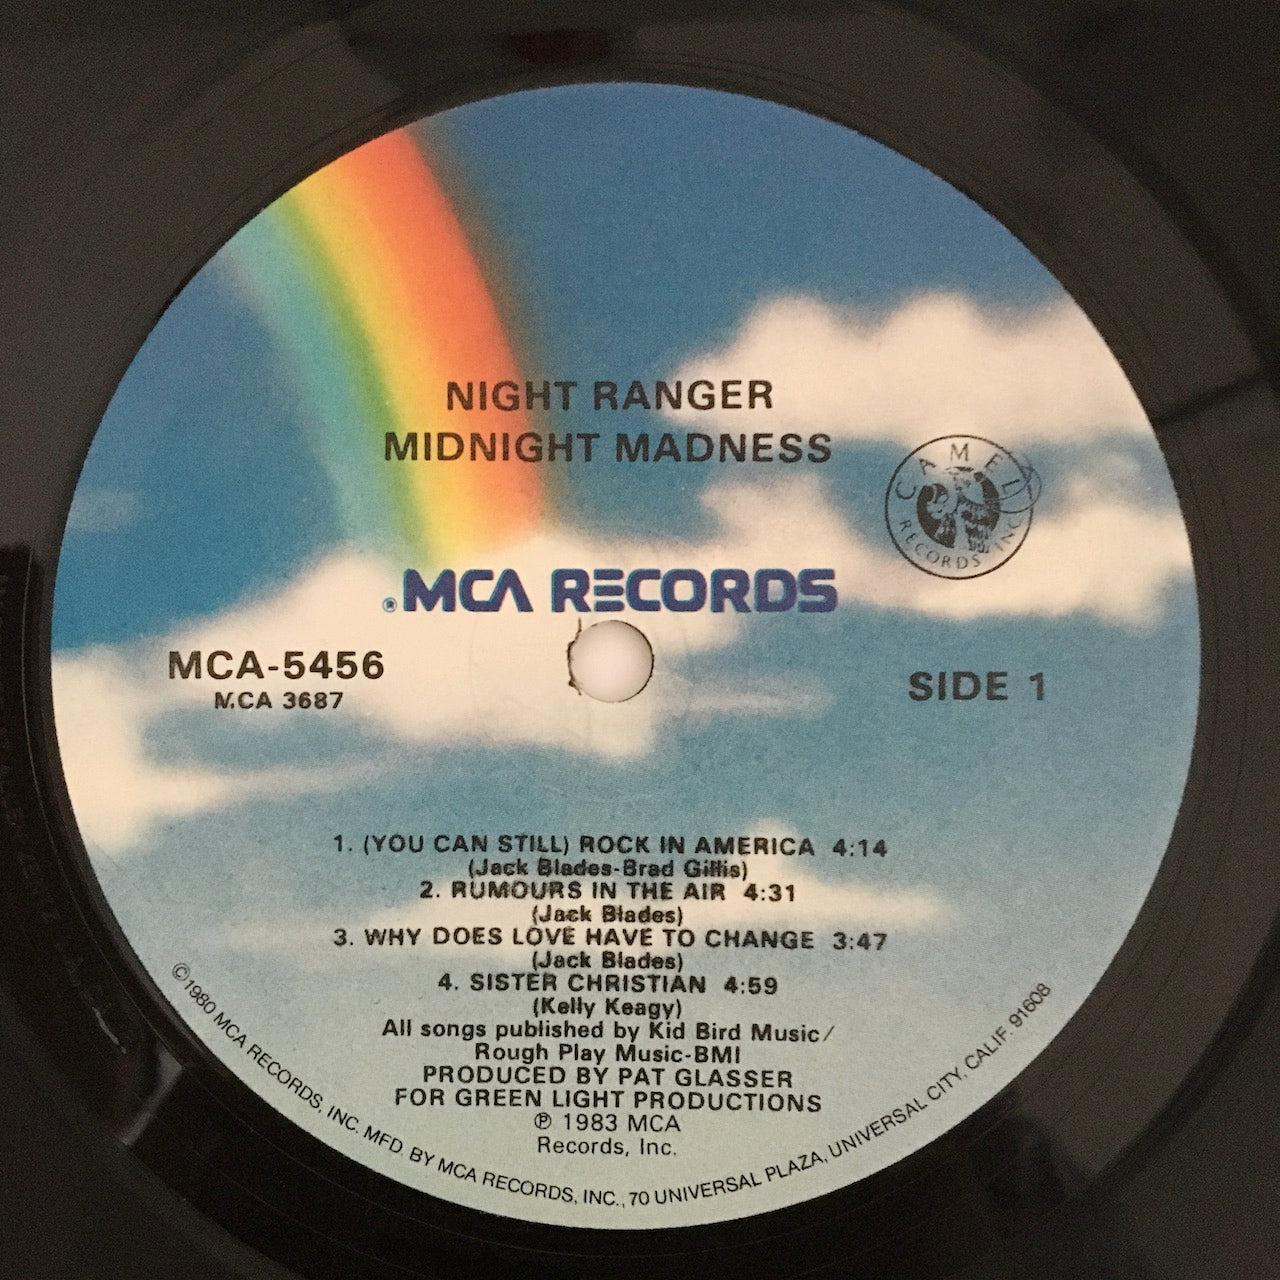 NIGHT RANGER
MIDNIGHT MADNESS
CAMEL
RECORDS INC.
® MCA RECORDS
MCA-5456
MCA 3687
SIDE 1
1. (YOU CAN STILL) ROCK IN AMERICA 4:14
(Jack Blades-Brad Gillis)
2. RUMOURS IN THE AIR 4:31
(Jack Blades)
3. WHY DOES LOVE HAVE TO CHANGE 3:47
(Jack Blades)
4. SISTER CHRISTIAN 4:59
(Kelly Keagy)
All songs published by Kid Bird Music/
Rough Play Music-BMI
PRODUCED BY PAT GLASSER
FOR GREEN LIGHT PRODUCTIONS
℗ 1983 MCA
Records, Inc.
©1980 MCA RECORDS, INC. MFD. BY MCA RECORDS, INC., 70 UNIVERSAL PLAZA, UNIVERSAL CITY, CALIF. 91608